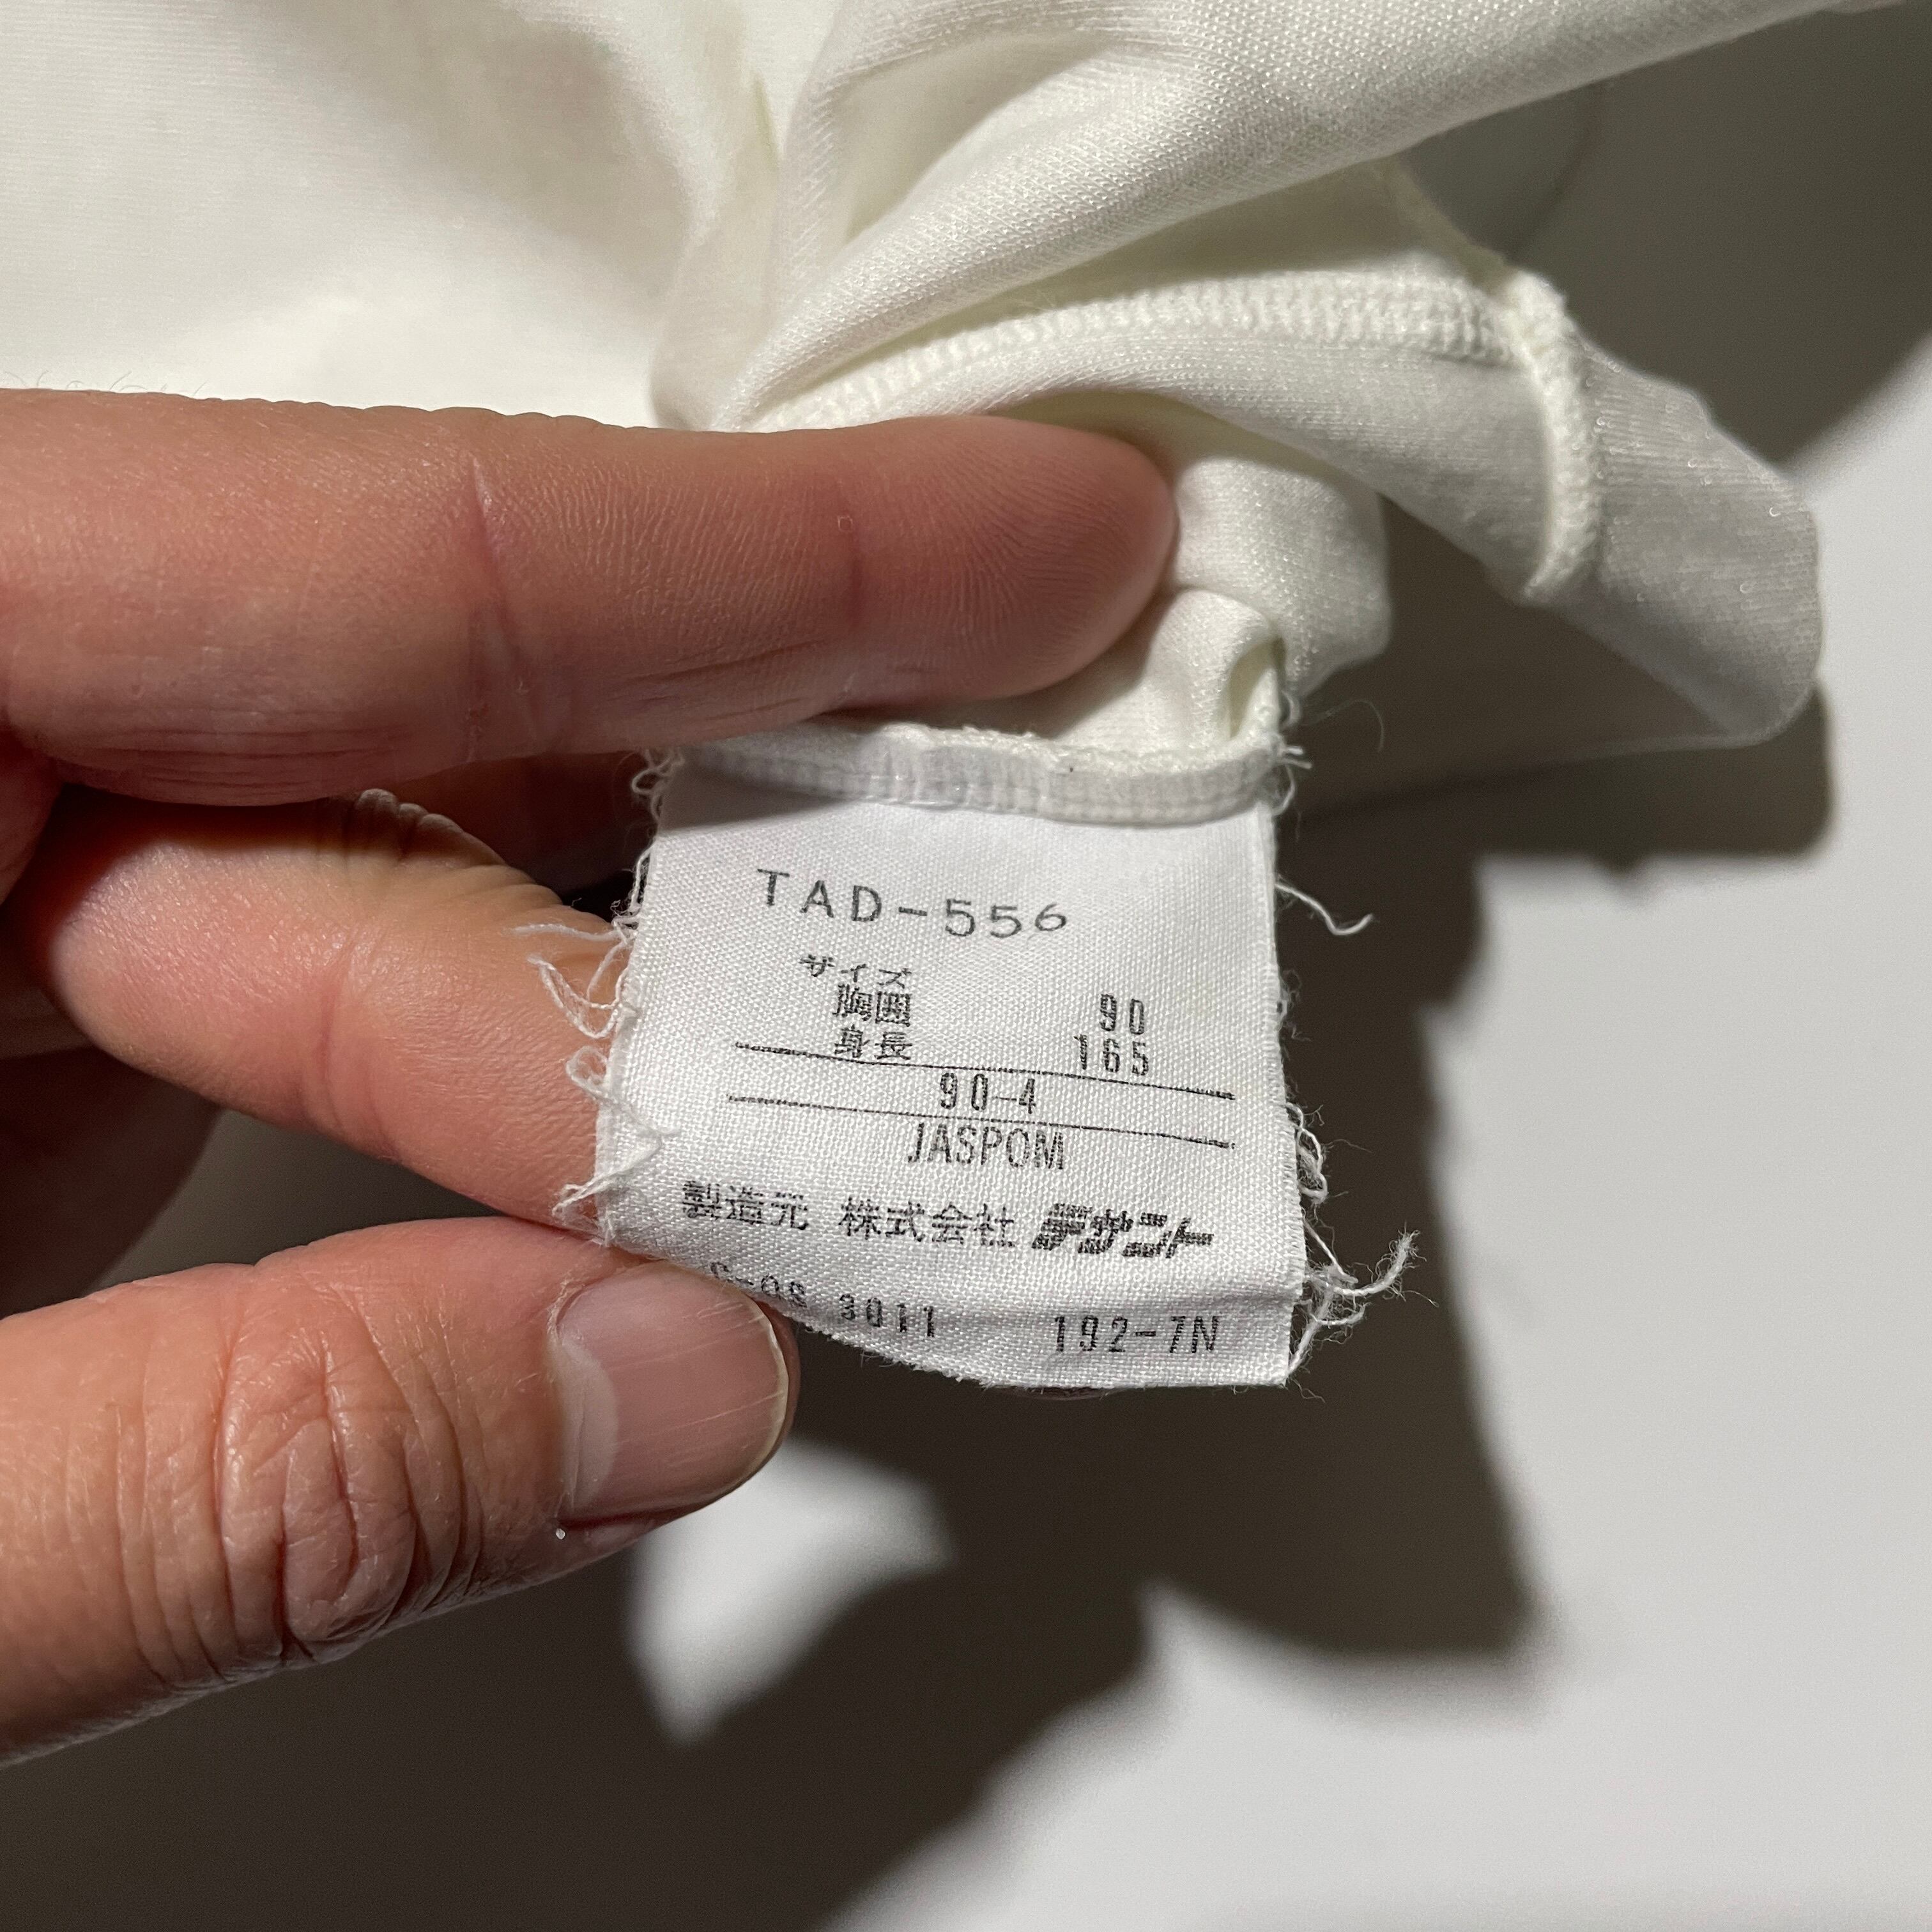 TAD-556
サイズ
胸囲 90
身長 165
90-4
JASPOM
製造元 株式会社 デサント
3011 192-7N